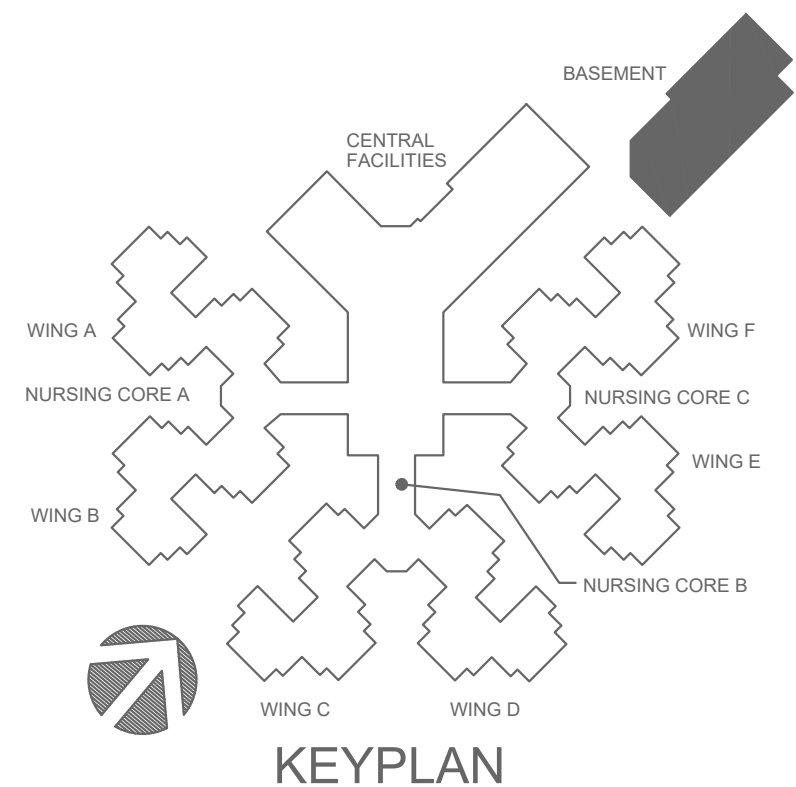 BASEMENT
CENTRAL
FACILITIES
WING A
WING F
NURSING CORE A
NURSING CORE C
WING E
WING B
NURSING CORE B
WING C
WING D
KEYPLAN